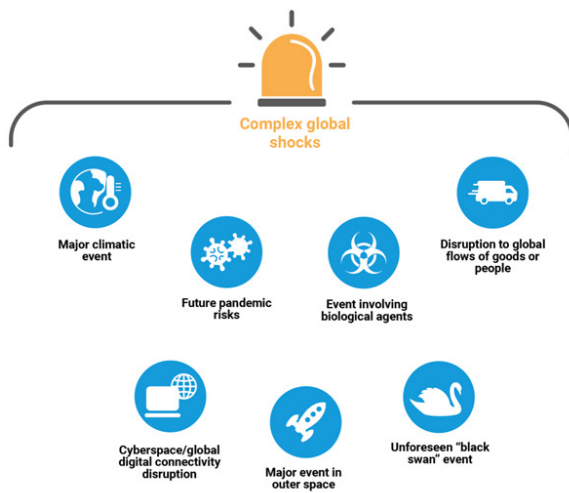 Complex global
shocks
Major climatic
event
Future pandemic
risks
Event involving
biological agents
Disruption to global
flows of goods or
people
Cyberspace/global
digital connectivity
disruption
Major event in
outer space
Unforeseen “black
swan” event